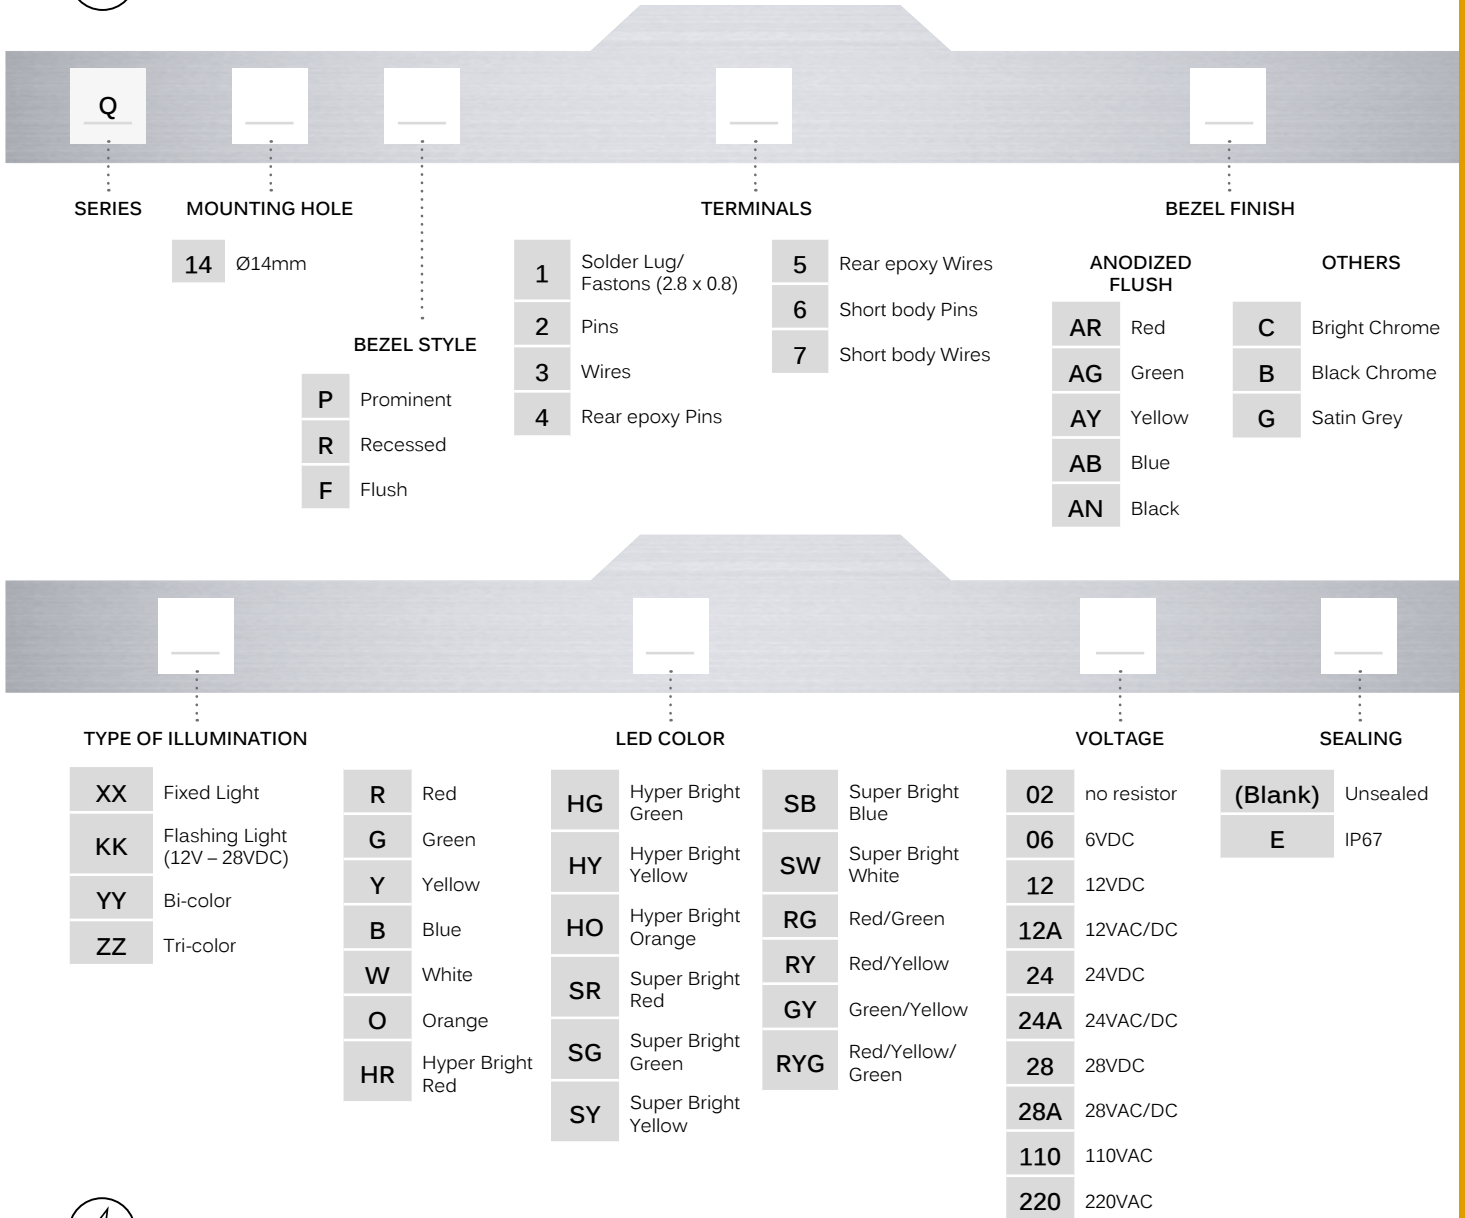 Q
SERIES
MOUNTING HOLE
14 Ø14mm
BEZEL STYLE
P Prominent
R Recessed
F Flush
TERMINALS
1 Solder Lug/
Fastons (2.8 x 0.8)
2 Pins
3 Wires
4 Rear epoxy Pins
5 Rear epoxy Wires
6 Short body Pins
7 Short body Wires
BEZEL FINISH
ANODIZED
FLUSH
AR Red
AG Green
AY Yellow
AB Blue
AN Black
OTHERS
C Bright Chrome
B Black Chrome
G Satin Grey
TYPE OF ILLUMINATION
XX Fixed Light
KK Flashing Light
(12V – 28VDC)
YY Bi-color
ZZ Tri-color
LED COLOR
R Red
G Green
Y Yellow
B Blue
W White
O Orange
HR Hyper Bright
Red
HG Hyper Bright
Green
HY Hyper Bright
Yellow
HO Hyper Bright
Orange
SR Super Bright
Red
SG Super Bright
Green
SY Super Bright
Yellow
SB Super Bright
Blue
SW Super Bright
White
RG Red/Green
RY Red/Yellow
GY Green/Yellow
RYG Red/Yellow/
Green
VOLTAGE
02 no resistor
06 6VDC
12 12VDC
12A 12VAC/DC
24 24VDC
24A 24VAC/DC
28 28VDC
28A 28VAC/DC
110 110VAC
220 220VAC
SEALING
(Blank) Unsealed
E IP67